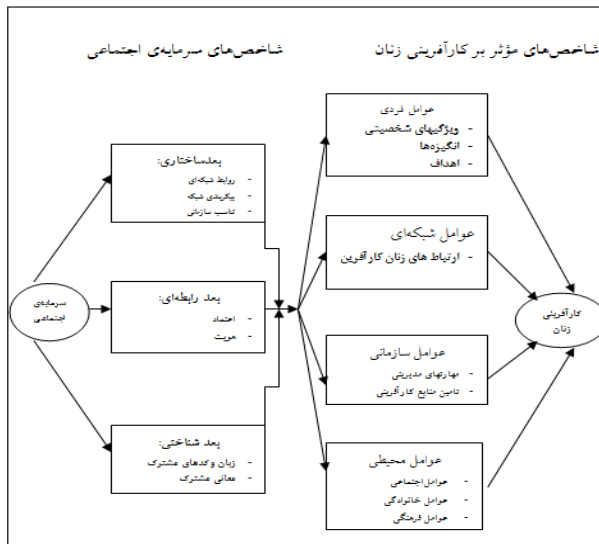 شاخص‌های مؤثر بر کارآفرینی زنان
شاخص‌های سرمایه‌ی اجتماعی
عوامل فردی
- ویژگیهای شخصیتی
- انگیزه‌ها
- اهداف
عوامل شبکه‌ای
- ارتباط های زنان کارآفرین
عوامل سازمانی
- مهارتهای مدیریتی
- تامین منابع کارآفرینی
عوامل محیطی
- عوامل اجتماعی
- عوامل خانوادگی
- عوامل فرهنگی
کارآفرینی
زنان
بعدساختاری:
- روابط شبکه‌ای
- پیکربندی شبکه
- تناسب سازمانی
بعد رابطه‌ای:
- اعتماد
- هویت
بعد شناختی:
- زبان وکدهای مشترک
- معانی مشترک
سرمایه‌ی
اجتماعی